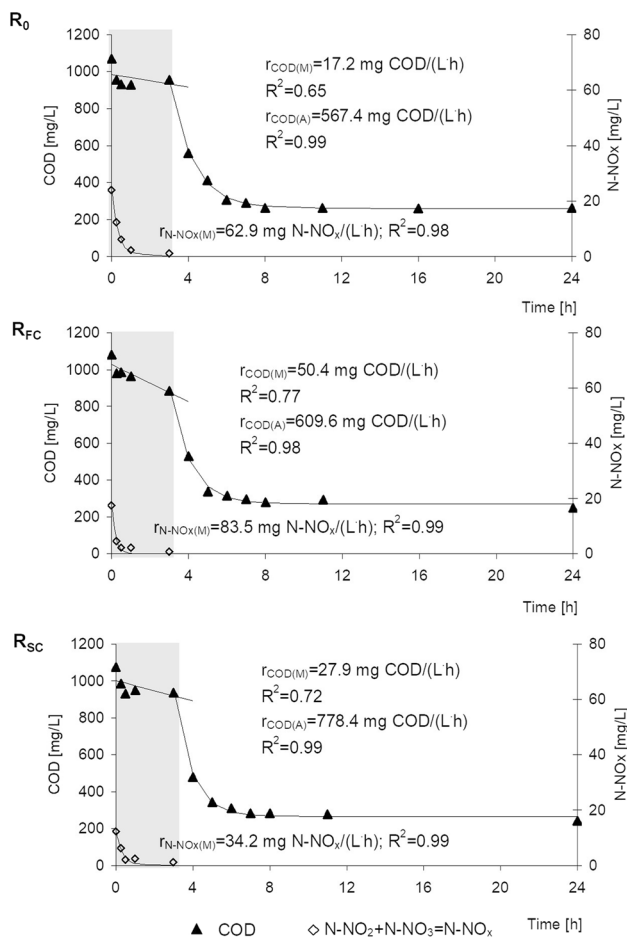 R0
1200
1000
800
600
400
200
0
COD [mg/L]
80
60
40
20
0
N-NOx [mg/L]
rCOD(M)=17.2 mg COD/(L·h)
R²=0.65
rCOD(A)=567.4 mg COD/(L·h)
R²=0.99
rN-NOx(M)=62.9 mg N-NOx/(L·h); R²=0.98
0 4 8 12 16 20 24
Time [h]
RFC
1200
1000
800
600
400
200
0
COD [mg/L]
80
60
40
20
0
N-NOx [mg/L]
rCOD(M)=50.4 mg COD/(L·h)
R²=0.77
rCOD(A)=609.6 mg COD/(L·h)
R²=0.98
rN-NOx(M)=83.5 mg N-NOx/(L·h); R²=0.99
0 4 8 12 16 20 24
Time [h]
RSC
1200
1000
800
600
400
200
0
COD [mg/L]
80
60
40
20
0
N-NOx [mg/L]
rCOD(M)=27.9 mg COD/(L·h)
R²=0.72
rCOD(A)=778.4 mg COD/(L·h)
R²=0.99
rN-NOx(M)=34.2 mg N-NOx/(L·h); R²=0.99
0 4 8 12 16 20 24
COD N-NO2+N-NO3=N-NOx Time [h]